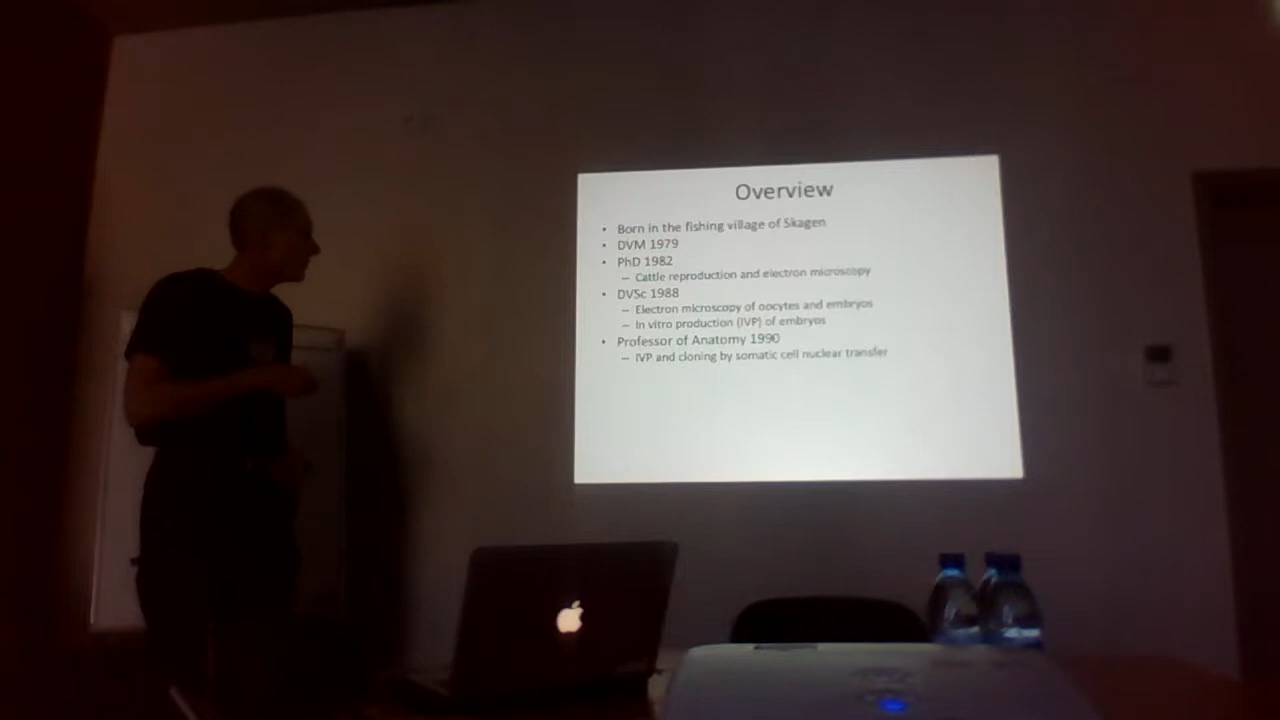 Overview
• Born in the fishing village of Skagen
• DVM 1979
• PhD 1982
– Cattle reproduction and electron microscopy
• DVSc 1988
– Electron microscopy of oocytes and embryos
– In vitro production (IVP) of embryos
• Professor of Anatomy 1990
– IVP and cloning by somatic cell nuclear transfer